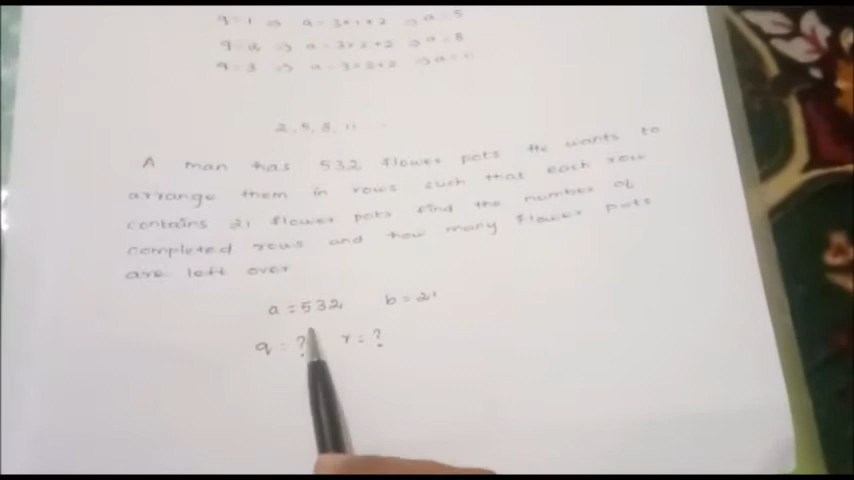 q = 1 ⇒ a = 3×1+2 ⇒ a = 5
q = 2 ⇒ a = 3×2+2 ⇒ a = 8
q = 3 ⇒ a = 3×3+2 ⇒ a = 11
2, 5, 8, 11 ...
A man has 532 flower pots He wants to
arrange them in rows such that each row
contains 21 flower pots find the number of
completed rows and how many flower pots
are left over
a = 532 b = 21
q = ? r = ?